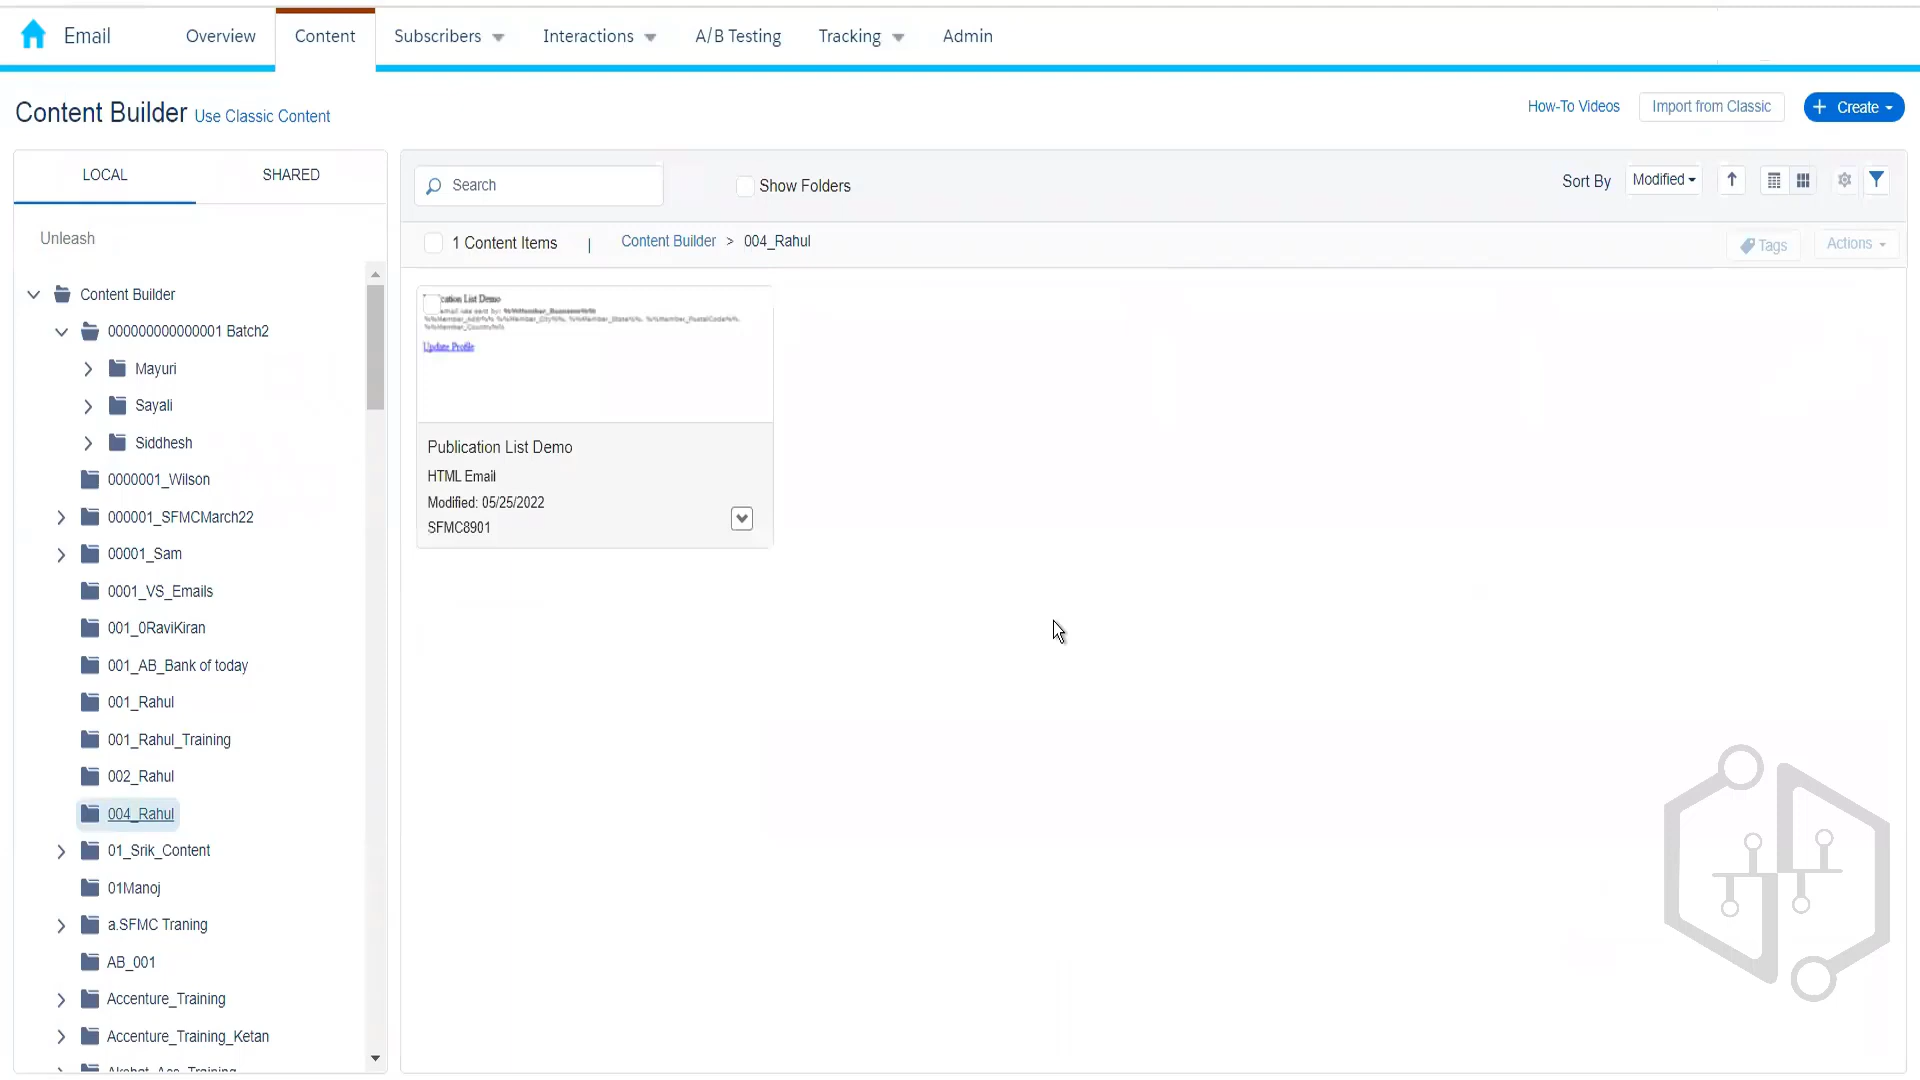 Email
Overview
Content
Subscribers
Interactions
A/B Testing
Tracking
Admin
Content Builder Use Classic Content
How-To Videos
Import from Classic
+ Create
LOCAL
SHARED
Search
Show Folders
Sort By
Modified
Unleash
1 Content Items | Content Builder > 004_Rahul
Tags
Actions
Content Builder
000000000000001 Batch2
Mayuri
Sayali
Siddhesh
0000001_Wilson
000001_SFMCMarch22
00001_Sam
0001_VS_Emails
001_0RaviKiran
001_AB_Bank of today
001_Rahul
001_Rahul_Training
002_Rahul
004_Rahul
01_Srik_Content
01Manoj
a.SFMC Traning
AB_001
Accenture_Training
Accenture_Training_Ketan
List Demo
Update Profile
Publication List Demo
HTML Email
Modified: 05/25/2022
SFMC8901